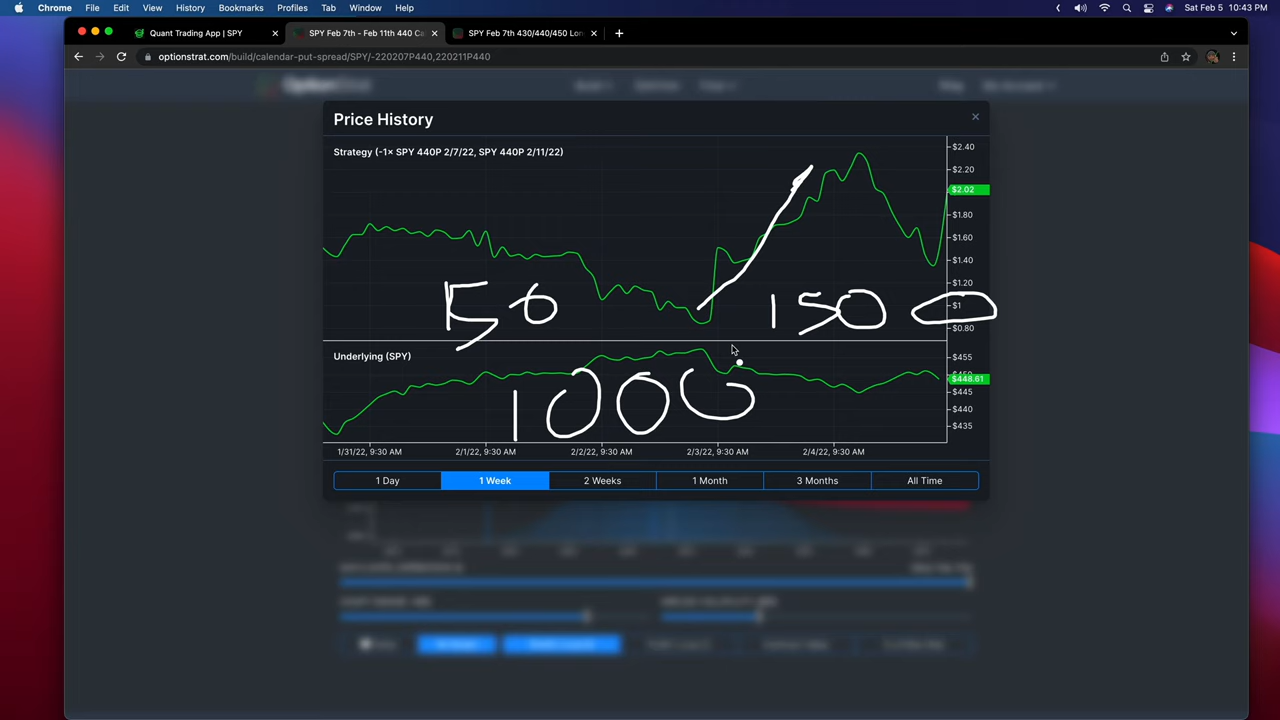 Chrome File Edit View History Bookmarks Profiles Tab Window Help Sat Feb 5 10:43 PM
Quant Trading App | SPY × SPY Feb 7th - Feb 11th 440 Ca × SPY Feb 7th 430/440/450 Lon × +
optionstrat.com/build/calendar-put-spread/SPY/-220207P440,220211P440
Price History ×
Strategy (-1× SPY 440P 2/7/22, SPY 440P 2/11/22)
$2.40
$2.20
$2.02
$1.80
$1.60
$1.40
$1.20
$1
$0.80
50 1500
Underlying (SPY)
$455
$448.61
$445
$440
$435
1000
1/31/22, 9:30 AM 2/1/22, 9:30 AM 2/2/22, 9:30 AM 2/3/22, 9:30 AM 2/4/22, 9:30 AM
1 Day 1 Week 2 Weeks 1 Month 3 Months All Time